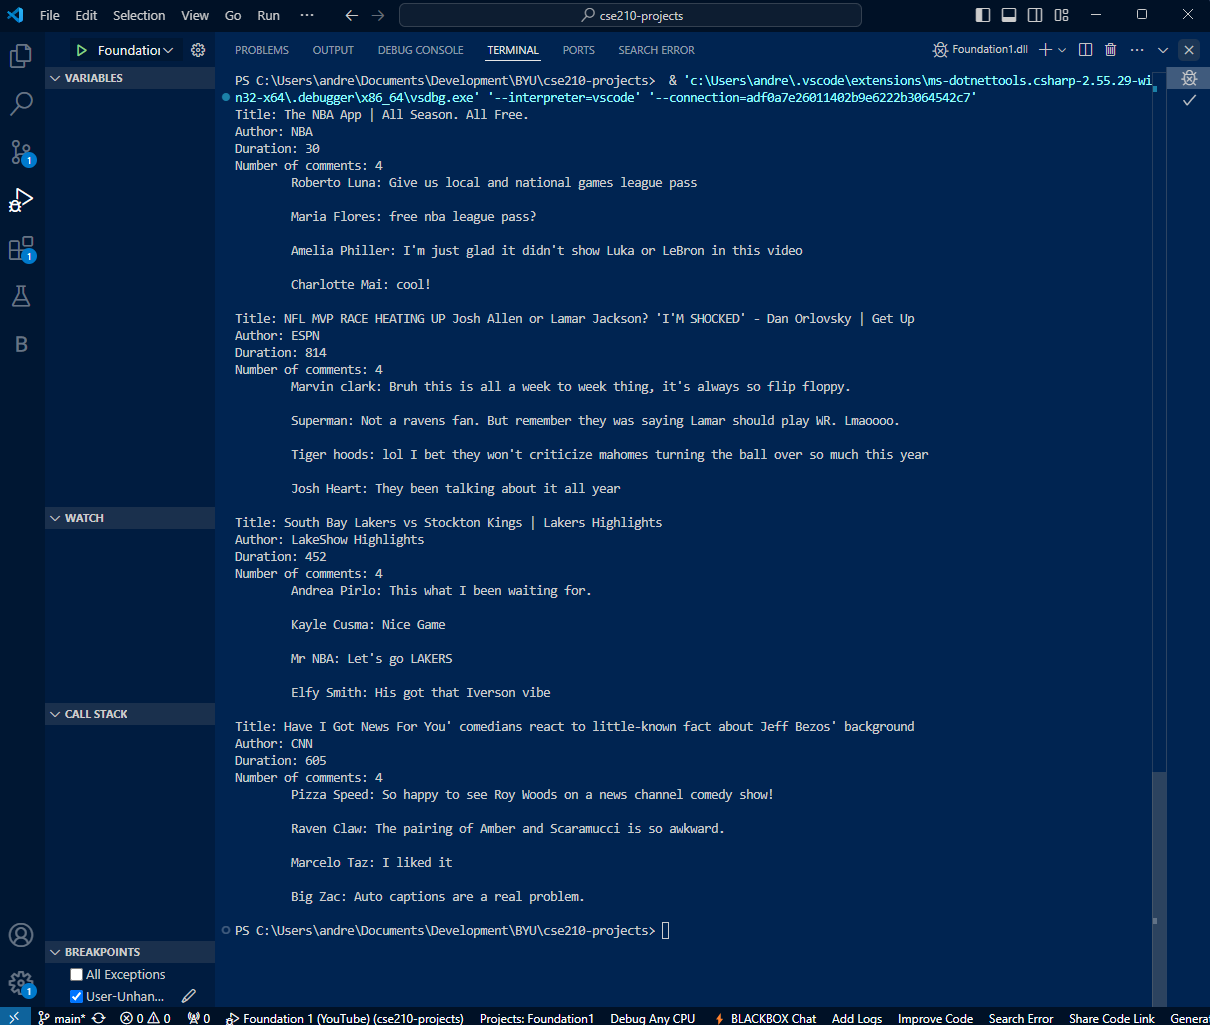 File Edit Selection View Go Run ··· cse210-projects
Foundation
PROBLEMS OUTPUT DEBUG CONSOLE TERMINAL PORTS SEARCH ERROR Foundation1.dll
VARIABLES
PS C:\Users\andre\Documents\Development\BYU\cse210-projects>  & 'c:\Users\andre\.vscode\extensions\ms-dotnettools.csharp-2.55.29-wi
n32-x64\.debugger\x86_64\vsdbg.exe' '--interpreter=vscode' '--connection=adf0a7e26011402b9e6222b3064542c7'
Title: The NBA App | All Season. All Free.
Author: NBA
Duration: 30
Number of comments: 4
Roberto Luna: Give us local and national games league pass
Maria Flores: free nba league pass?
Amelia Philler: I'm just glad it didn't show Luka or LeBron in this video
Charlotte Mai: cool!
Title: NFL MVP RACE HEATING UP Josh Allen or Lamar Jackson? 'I'M SHOCKED' - Dan Orlovsky | Get Up
Author: ESPN
Duration: 814
Number of comments: 4
Marvin clark: Bruh this is all a week to week thing, it's always so flip floppy.
Superman: Not a ravens fan. But remember they was saying Lamar should play WR. Lmaoooo.
Tiger hoods: lol I bet they won't criticize mahomes turning the ball over so much this year
Josh Heart: They been talking about it all year
WATCH
Title: South Bay Lakers vs Stockton Kings | Lakers Highlights
Author: LakeShow Highlights
Duration: 452
Number of comments: 4
Andrea Pirlo: This what I been waiting for.
Kayle Cusma: Nice Game
Mr NBA: Let's go LAKERS
Elfy Smith: His got that Iverson vibe
CALL STACK
Title: Have I Got News For You' comedians react to little-known fact about Jeff Bezos' background
Author: CNN
Duration: 605
Number of comments: 4
Pizza Speed: So happy to see Roy Woods on a news channel comedy show!
Raven Claw: The pairing of Amber and Scaramucci is so awkward.
Marcelo Taz: I liked it
Big Zac: Auto captions are a real problem.
PS C:\Users\andre\Documents\Development\BYU\cse210-projects>
BREAKPOINTS
All Exceptions
User-Unhan...
1
1
B
1
main* 0 0 0 Foundation 1 (YouTube) (cse210-projects) Projects: Foundation1 Debug Any CPU BLACKBOX Chat Add Logs Improve Code Search Error Share Code Link Genera